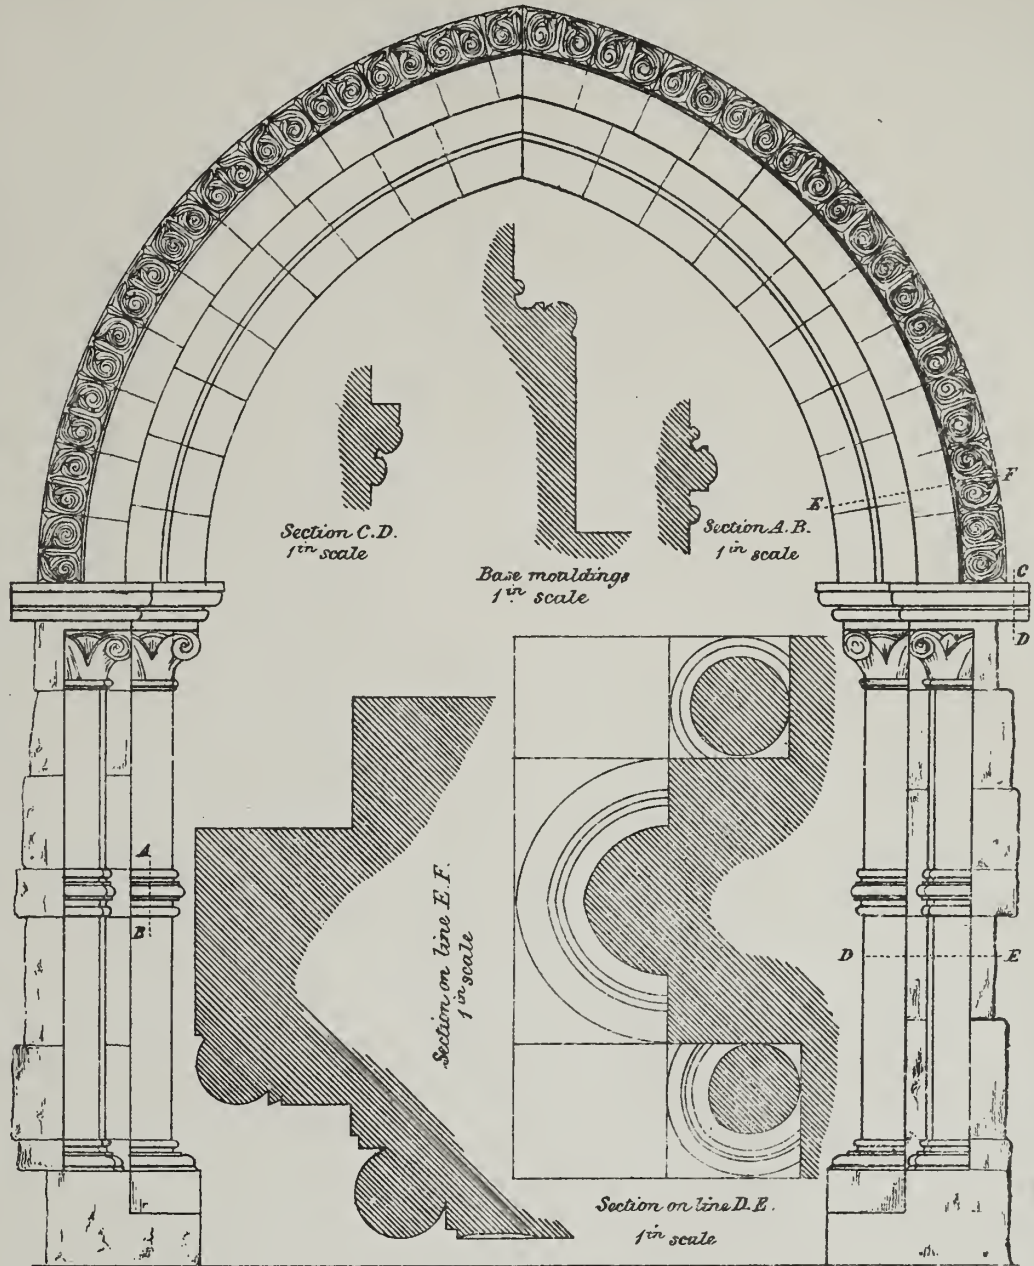 F
E
Section C.D.
1 in scale
Section A.B.
1 in scale
Base mouldings
1 in scale
C
D
A
B
Section on line E.F.
1 in scale
D
E
Section on line D.E.
1 in scale